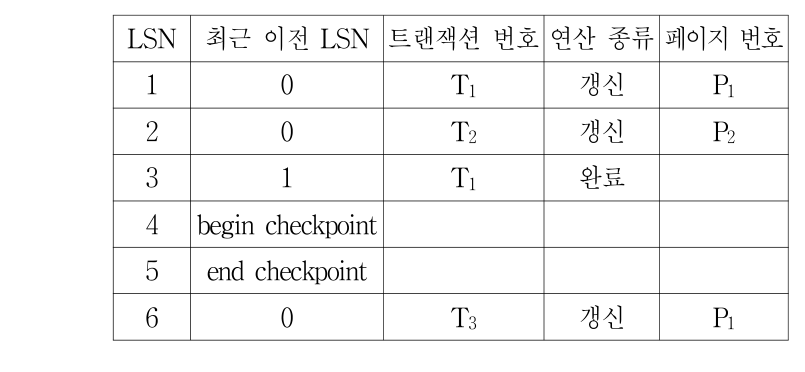 LSN 최근 이전 LSN 트랜잭션 번호 연산 종류 페이지 번호
1 0 T₁ 갱신 P₁
2 0 T₂ 갱신 P₂
3 1 T₁ 완료
4 begin checkpoint
5 end checkpoint
6 0 T₃ 갱신 P₁